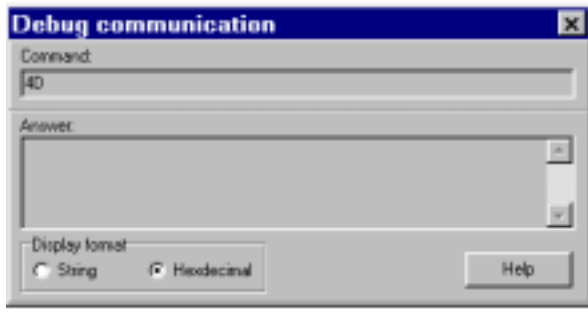 Debug communication
Command:
4D
Answer:
Display format
String Hexdecimal
Help